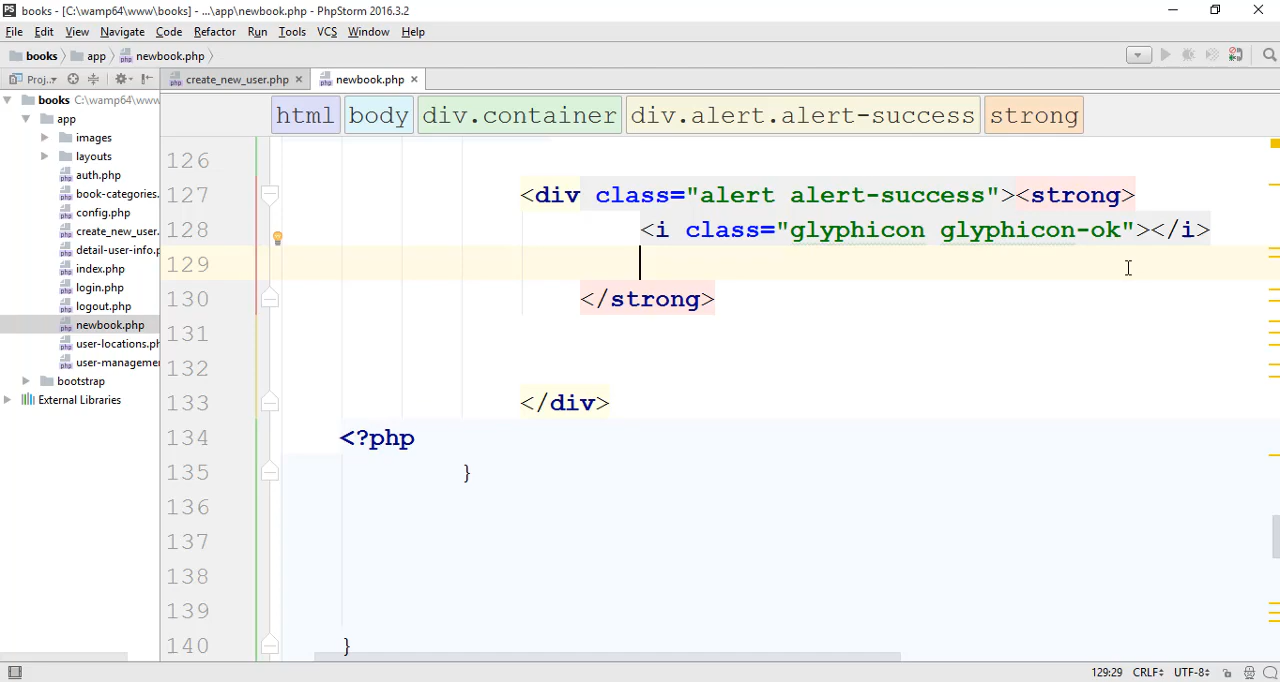 books - [C:\wamp64\www\books] - ...\app\newbook.php - PhpStorm 2016.3.2
File Edit View Navigate Code Refactor Run Tools VCS Window Help
books app newbook.php
Proj.. create_new_user.php newbook.php
books C:\wamp64\www
app
images
layouts
auth.php
book-categories.
config.php
create_new_user.
detail-user-info.p
index.php
login.php
logout.php
newbook.php
user-locations.ph
user-manageme
bootstrap
External Libraries
html body div.container div.alert.alert-success strong
126
127 <div class="alert alert-success"><strong>
128 <i class="glyphicon glyphicon-ok"></i>
129
130 </strong>
131
132
133 </div>
134 <?php
135 }
136
137
138
139
140 }
129:29 CRLF UTF-8